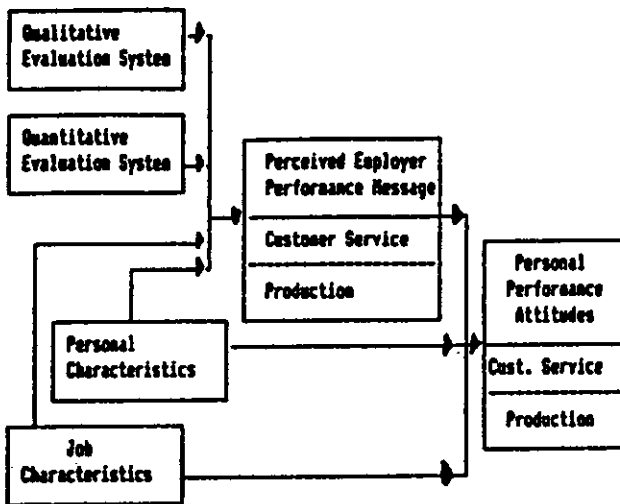 Qualitative
Evaluation System
Quantitative
Evaluation System
Perceived Employer
Performance Message
Customer Service
Production
Personal
Performance
Attitudes
Cust. Service
Production
Personal
Characteristics
Job
Characteristics